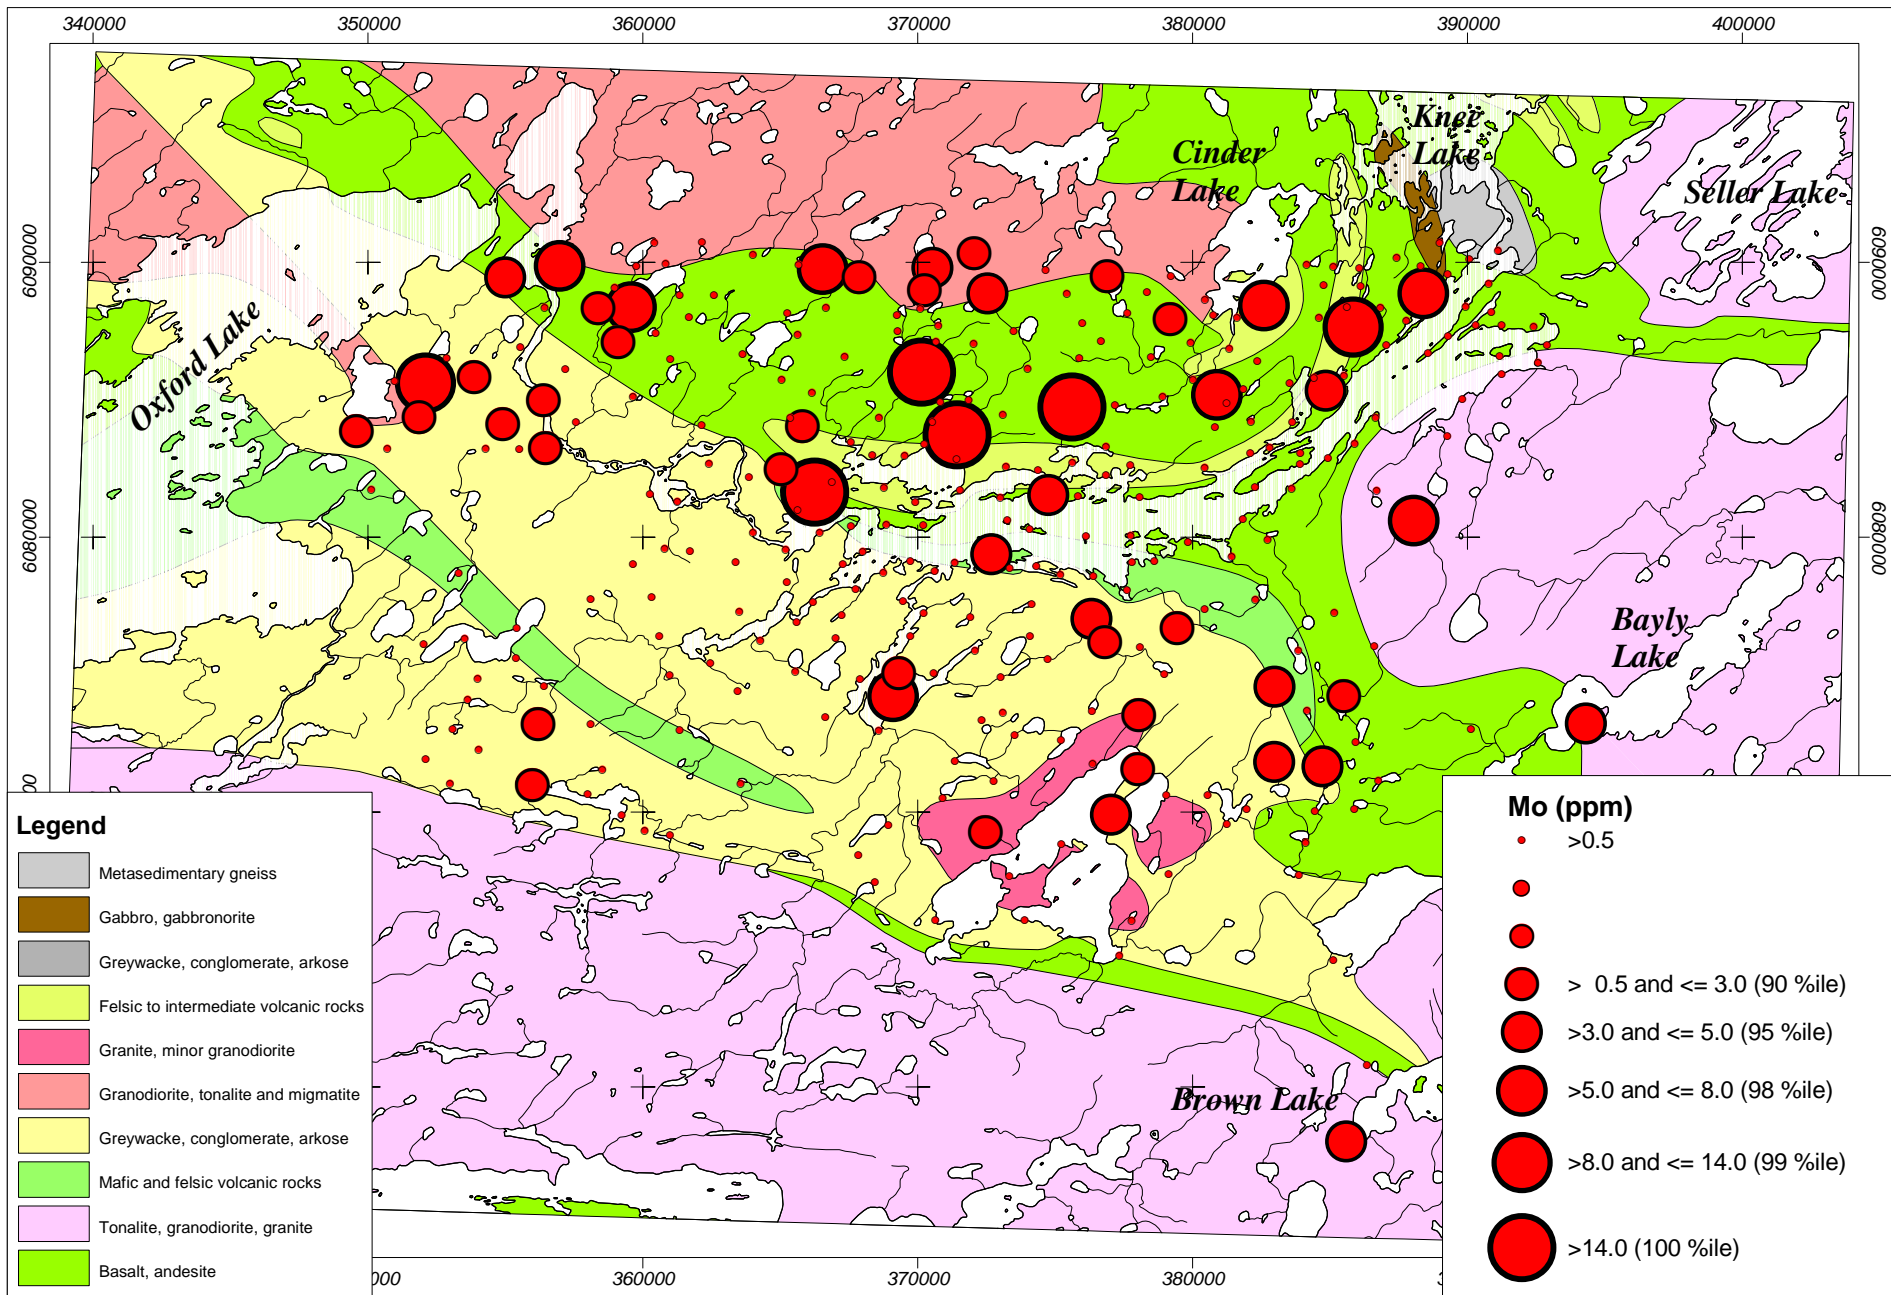 340000
350000
360000
370000
380000
390000
400000
Knee
Lake
Cinder
Lake
Seller Lake
6090000
6090000
Oxford Lake
6080000
6080000
Bayly
Lake
Brown Lake
Legend
Metasedimentary gneiss
Gabbro, gabbronorite
Greywacke, conglomerate, arkose
Felsic to intermediate volcanic rocks
Granite, minor granodiorite
Granodiorite, tonalite and migmatite
Greywacke, conglomerate, arkose
Mafic and felsic volcanic rocks
Tonalite, granodiorite, granite
Basalt, andesite
Mo (ppm)
>0.5
> 0.5 and <= 3.0 (90 %ile)
>3.0 and <= 5.0 (95 %ile)
>5.0 and <= 8.0 (98 %ile)
>8.0 and <= 14.0 (99 %ile)
>14.0 (100 %ile)
360000
370000
380000